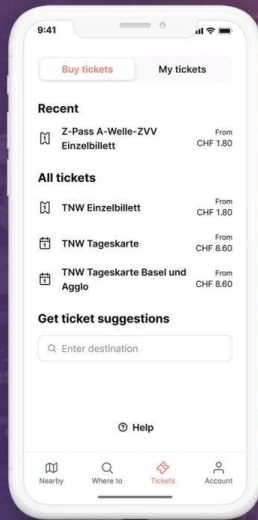 9:41
Buy tickets
My tickets
Recent
Z-Pass A-Welle-ZVV
Einzelbillett
From
CHF 1.80
All tickets
TNW Einzelbillett
From
CHF 1.80
TNW Tageskarte
From
CHF 8.60
TNW Tageskarte Basel und
Agglo
From
CHF 8.60
Get ticket suggestions
Enter destination
Help
Nearby
Where to
Tickets
Account